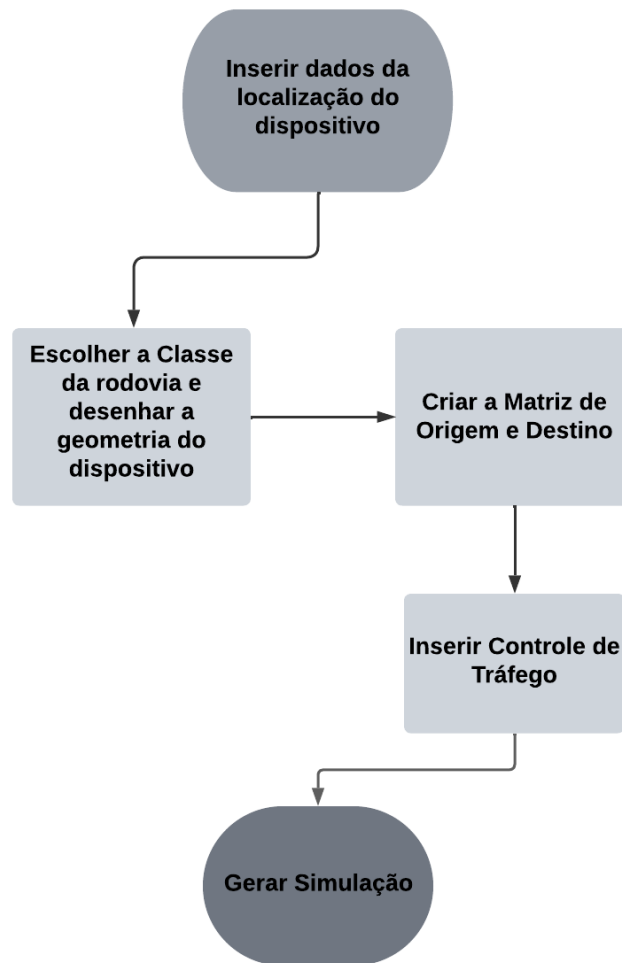 Inserir dados da
localização do
dispositivo
Escolher a Classe
da rodovia e
desenhar a
geometria do
dispositivo
Criar a Matriz de
Origem e Destino
Inserir Controle de
Tráfego
Gerar Simulação